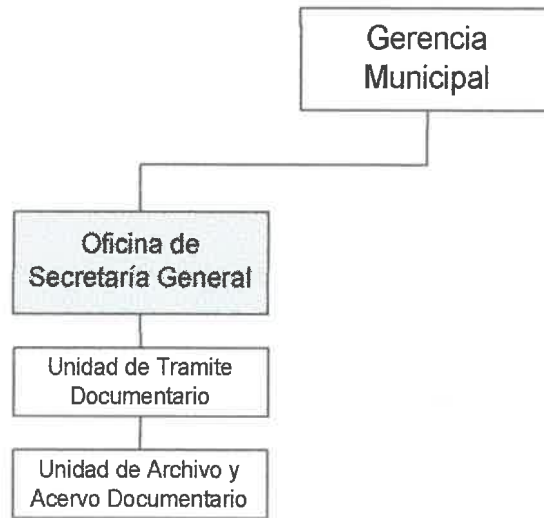 Gerencia
Municipal
Oficina de
Secretaría General
Unidad de Tramite
Documentario
Unidad de Archivo y
Acervo Documentario